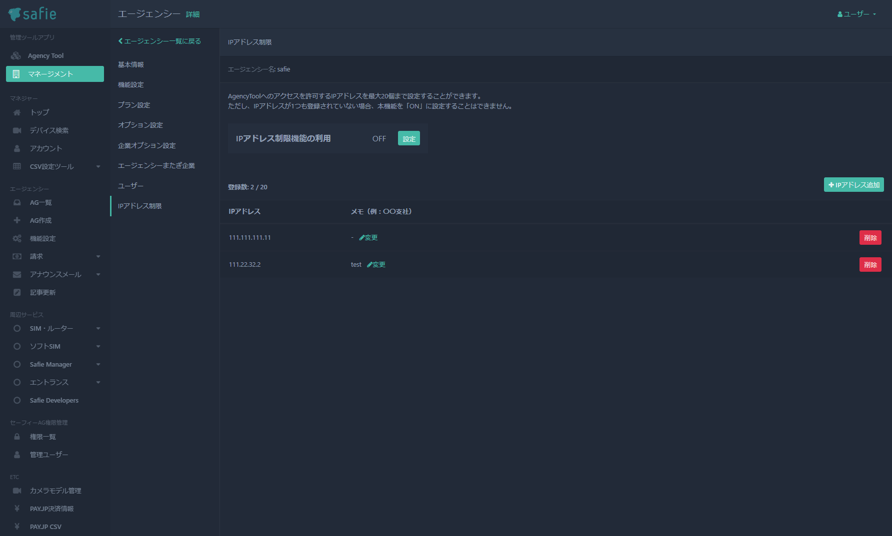 safie
エージェンシー 詳細
ユーザー
管理ツールアプリ
Agency Tool
マネージメント
マネジャー
トップ
デバイス検索
アカウント
CSV設定ツール
エージェンシー
AG一覧
AG作成
機能設定
請求
アナウンスメール
記事更新
周辺サービス
SIM・ルーター
ソフトSIM
Safie Manager
エントランス
Safie Developers
セーフィーAG権限管理
権限一覧
管理ユーザー
ETC
カメラモデル管理
PAY.JP決済情報
PAY.JP CSV
エージェンシー一覧に戻る
基本情報
機能設定
プラン設定
オプション設定
企業オプション設定
エージェンシーまたぎ企業
ユーザー
IPアドレス制限
IPアドレス制限
エージェンシー名: safie
AgencyToolへのアクセスを許可するIPアドレスを最大20個まで設定することができます。
ただし、IPアドレスが1つも登録されていない場合、本機能を「ON」に設定することはできません。
IPアドレス制限機能の利用 OFF 設定
登録数: 2 / 20
IPアドレス追加
IPアドレス メモ（例：〇〇支社）
111.111.111.11 - 変更 削除
111.22.32.2 test 変更 削除